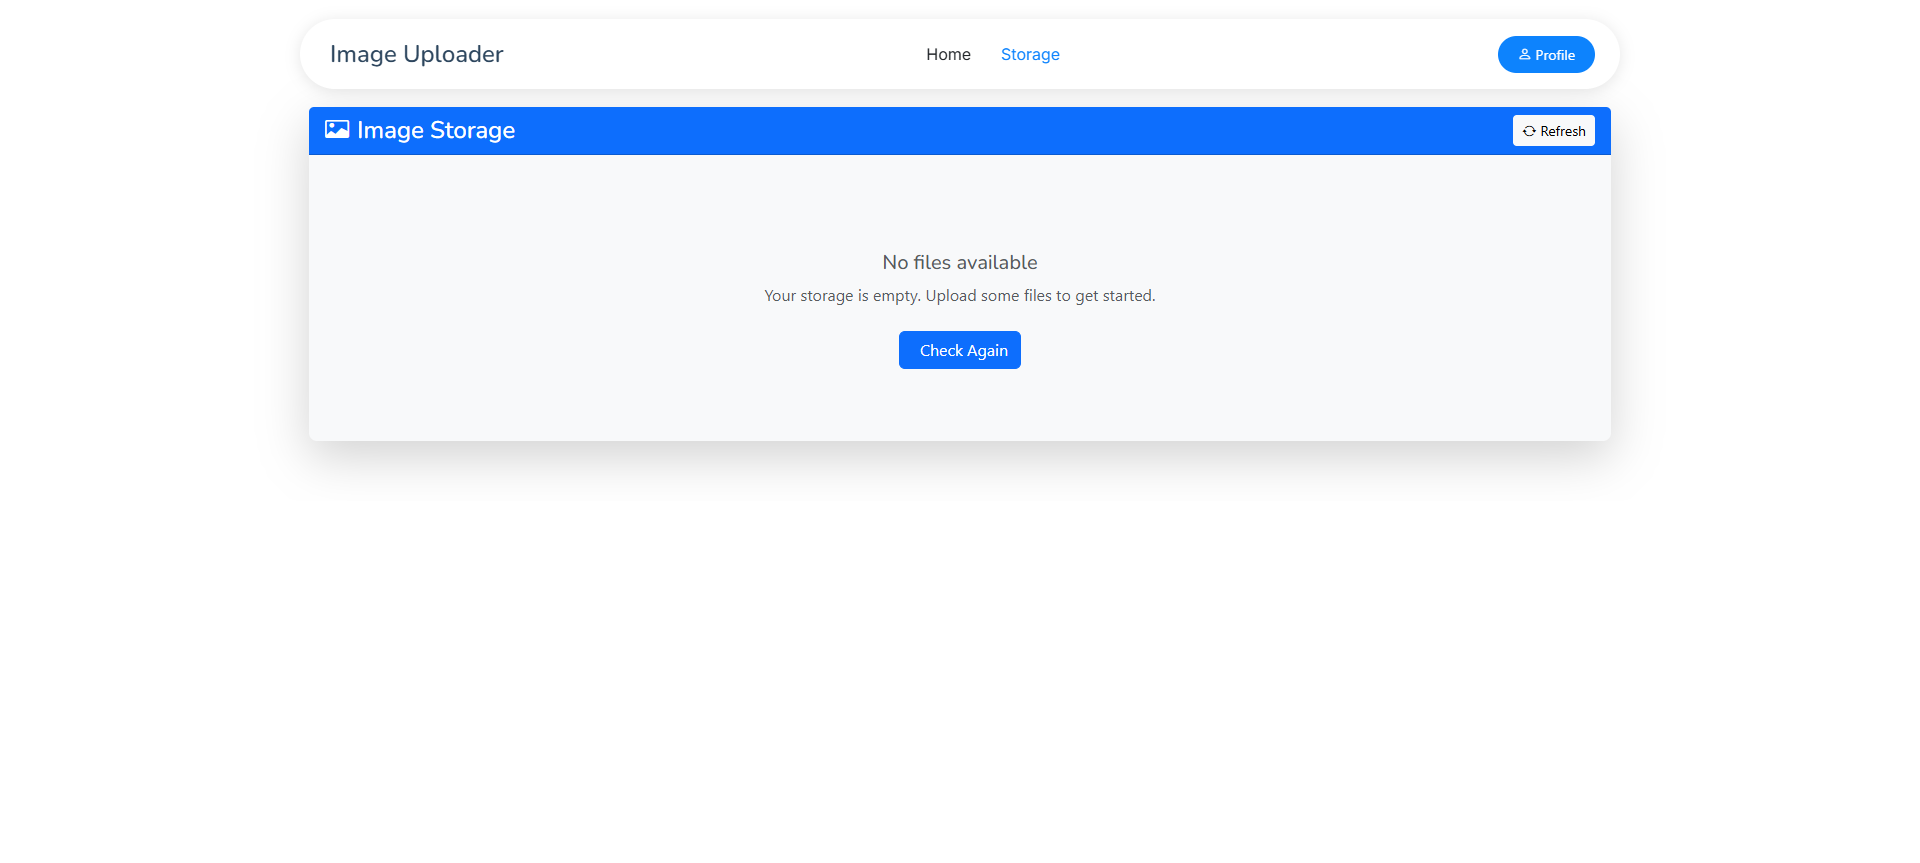 Image Uploader
Home
Storage
Profile
Image Storage
Refresh
No files available
Your storage is empty. Upload some files to get started.
Check Again